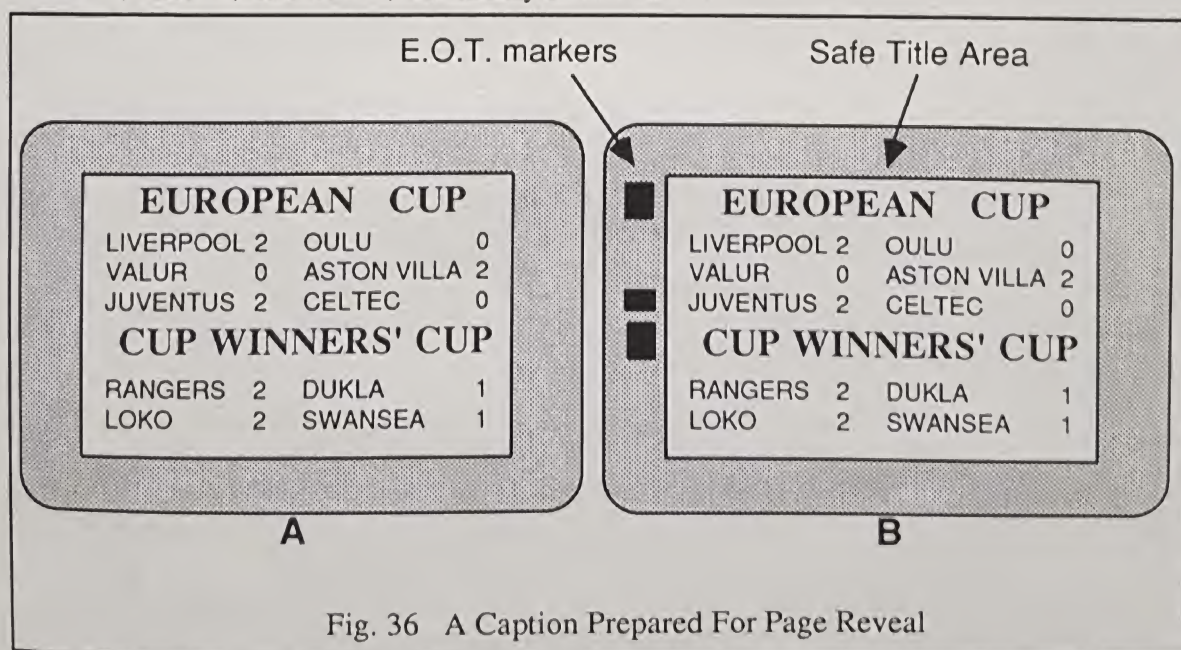 E.O.T. markers Safe Title Area
EUROPEAN CUP
LIVERPOOL 2 OULU 0
VALUR 0 ASTON VILLA 2
JUVENTUS 2 CELTEC 0
CUP WINNERS' CUP
RANGERS 2 DUKLA 1
LOKO 2 SWANSEA 1
A
EUROPEAN CUP
LIVERPOOL 2 OULU 0
VALUR 0 ASTON VILLA 2
JUVENTUS 2 CELTEC 0
CUP WINNERS' CUP
RANGERS 2 DUKLA 1
LOKO 2 SWANSEA 1
B
Fig. 36 A Caption Prepared For Page Reveal